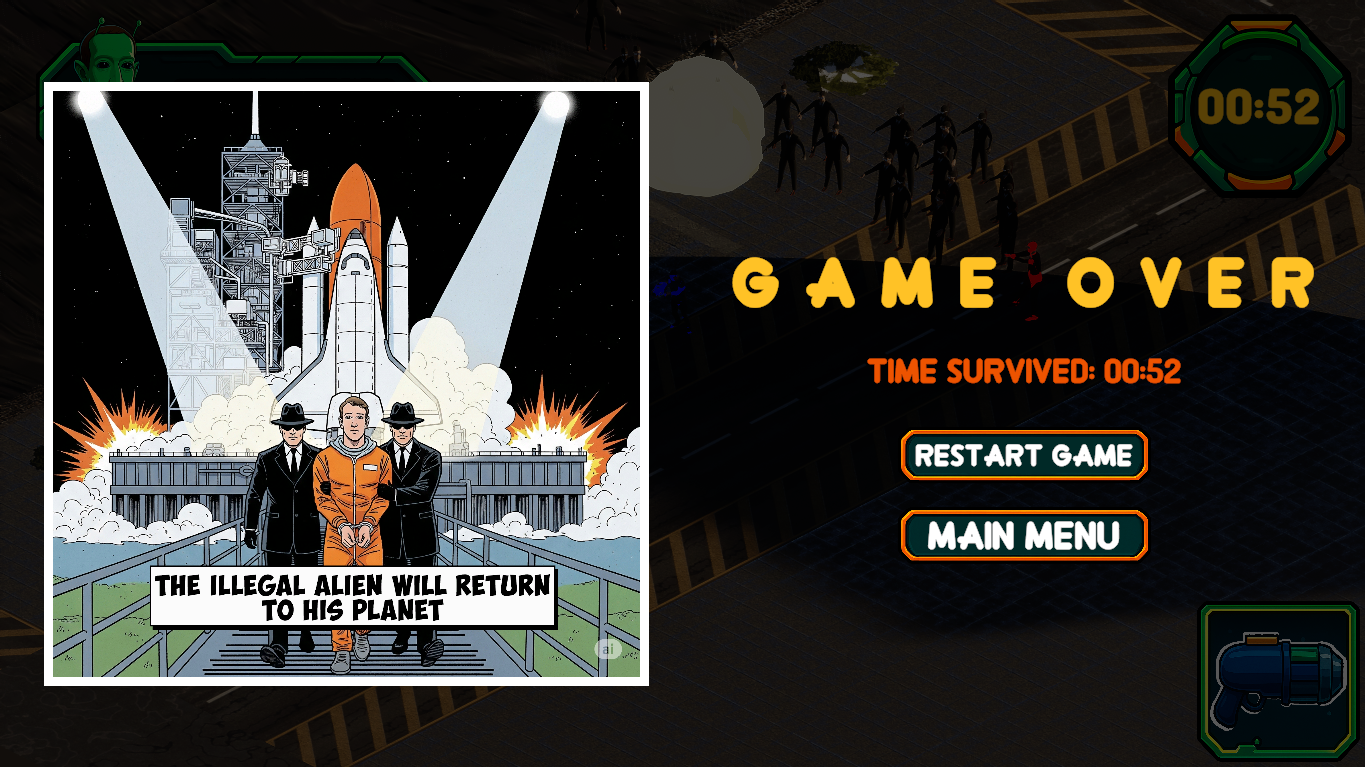 00:52
GAME OVER
TIME SURVIVED: 00:52
RESTART GAME
MAIN MENU
THE ILLEGAL ALIEN WILL RETURN
TO HIS PLANET
ai